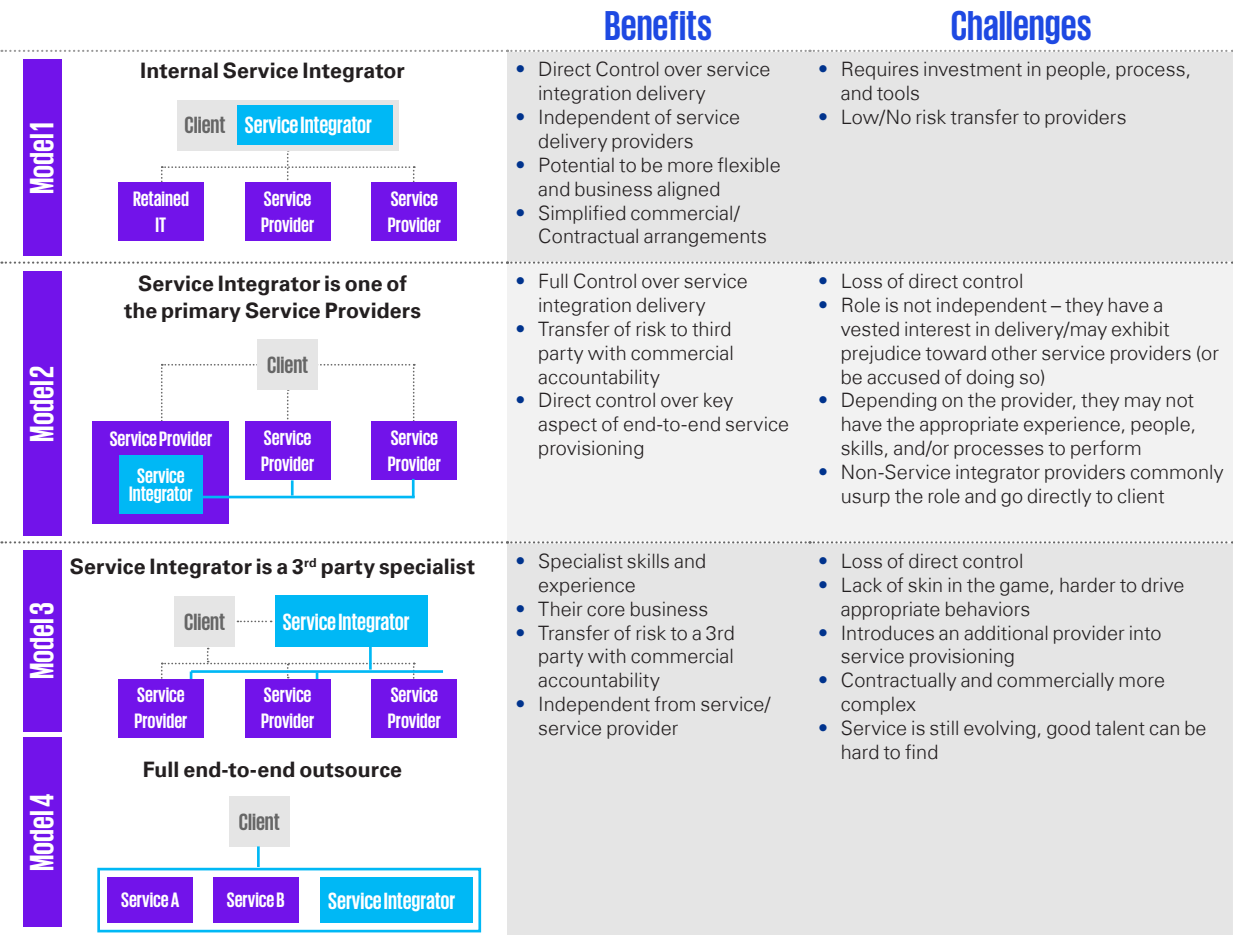 Benefits
Challenges
Model 1
Internal Service Integrator
Client
Service Integrator
Retained
IT
Service
Provider
Service
Provider
• Direct Control over service
integration delivery
• Independent of service
delivery providers
• Potential to be more flexible
and business aligned
• Simplified commercial/
Contractual arrangements
• Requires investment in people, process,
and tools
• Low/No risk transfer to providers
Model 2
Service Integrator is one of
the primary Service Providers
Client
Service Provider
Service
Integrator
Service
Provider
Service
Provider
• Full Control over service
integration delivery
• Transfer of risk to third
party with commercial
accountability
• Direct control over key
aspect of end-to-end service
provisioning
• Loss of direct control
• Role is not independent – they have a
vested interest in delivery/may exhibit
prejudice toward other service providers (or
be accused of doing so)
• Depending on the provider, they may not
have the appropriate experience, people,
skills, and/or processes to perform
• Non-Service integrator providers commonly
usurp the role and go directly to client
Model 3
Service Integrator is a 3rd party specialist
Client
Service Integrator
Service
Provider
Service
Provider
Service
Provider
• Specialist skills and
experience
• Their core business
• Transfer of risk to a 3rd
party with commercial
accountability
• Independent from service/
service provider
• Loss of direct control
• Lack of skin in the game, harder to drive
appropriate behaviors
• Introduces an additional provider into
service provisioning
• Contractually and commercially more
complex
• Service is still evolving, good talent can be
hard to find
Model 4
Full end-to-end outsource
Client
Service A
Service B
Service Integrator